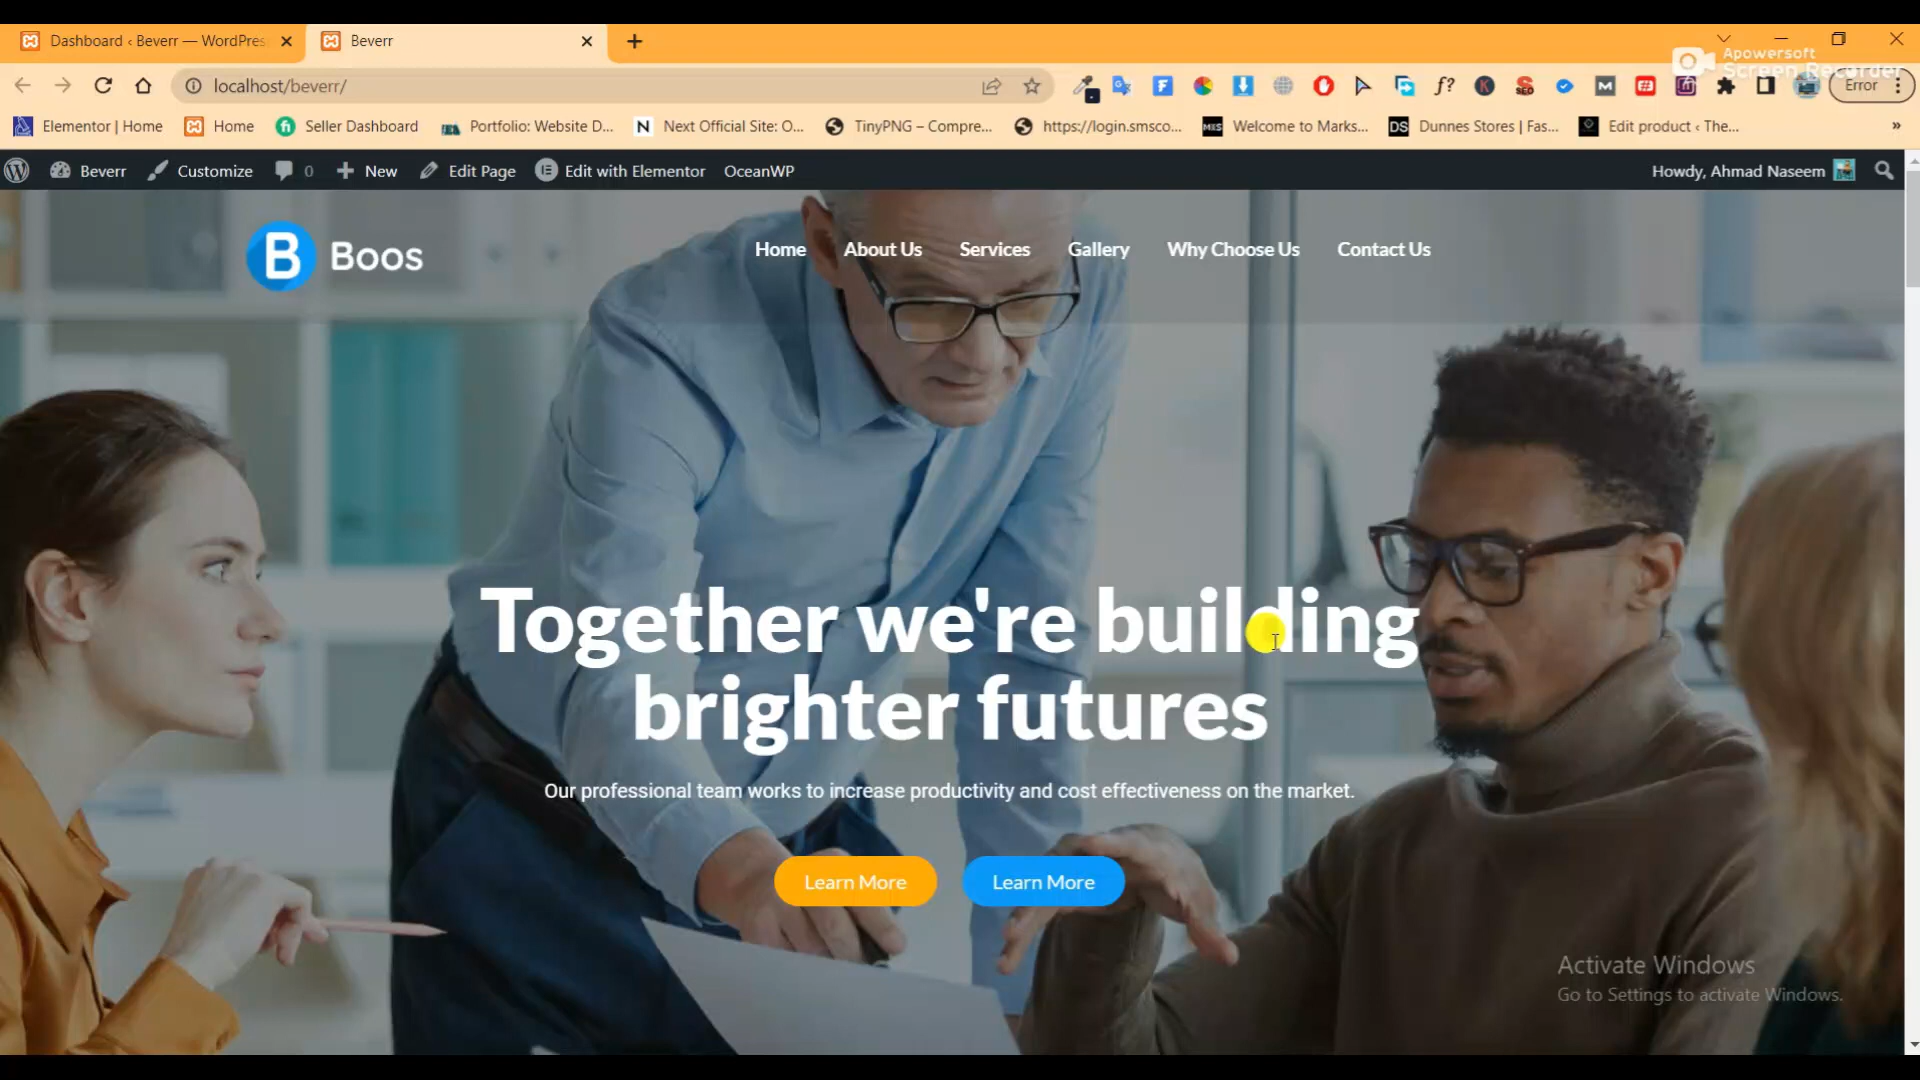 Dashboard ‹ Beverr — WordPres
Beverr
Apowersoft
Screen Recorder
localhost/beverr/
Error
Elementor | Home
Home
Seller Dashboard
Portfolio: Website D...
Next Official Site: O...
TinyPNG – Compre...
https://login.smsco...
Welcome to Marks...
Dunnes Stores | Fas...
Edit product ‹ The...
»
Beverr
Customize
0
New
Edit Page
Edit with Elementor
OceanWP
Howdy, Ahmad Naseem
B Boos
Home
About Us
Services
Gallery
Why Choose Us
Contact Us
Together we're building
brighter futures
Our professional team works to increase productivity and cost effectiveness on the market.
Learn More
Learn More
Activate Windows
Go to Settings to activate Windows.